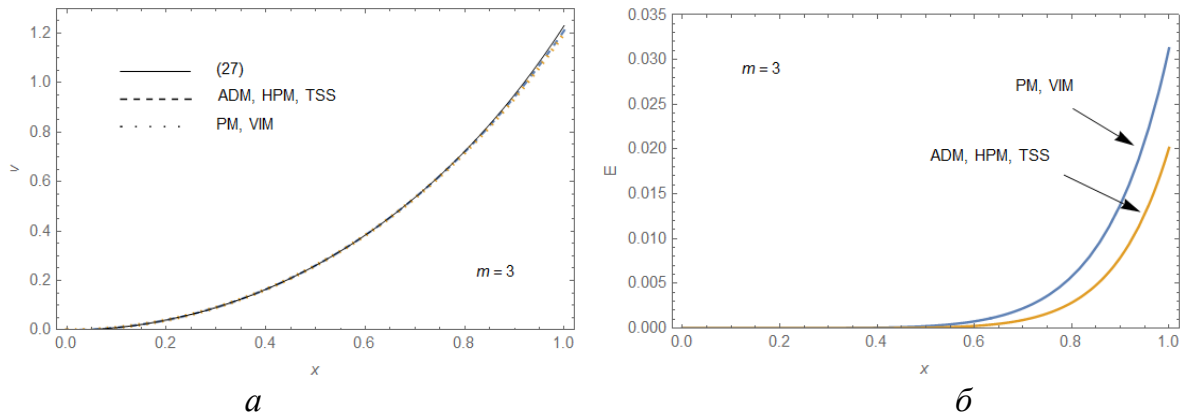 1.2
1.0
0.8
0.6
0.4
0.2
0.0
v
(27)
ADM, HPM, TSS
PM, VIM
m = 3
0.0 0.2 0.4 0.6 0.8 1.0
x
а
0.035
0.030
0.025
0.020
0.015
0.010
0.005
0.000
E
m = 3
PM, VIM
ADM, HPM, TSS
0.0 0.2 0.4 0.6 0.8 1.0
x
б